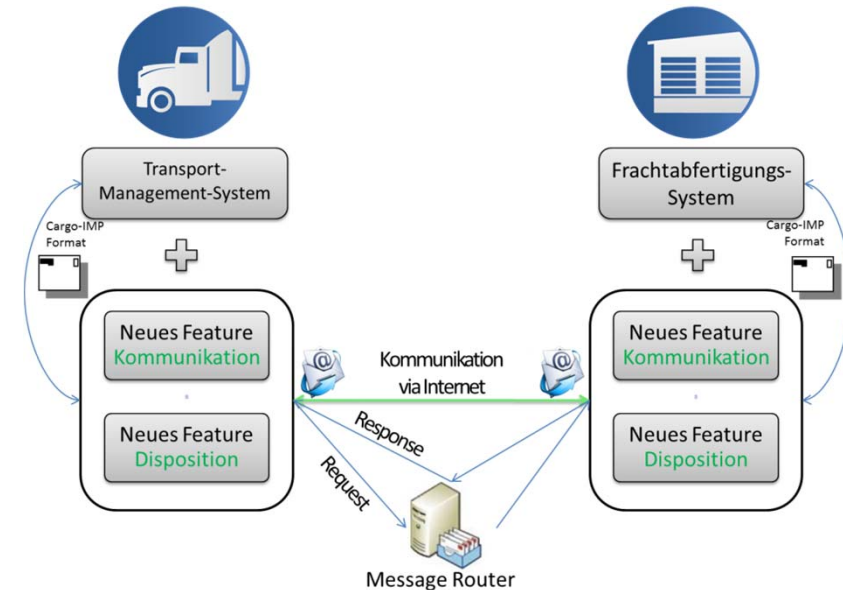 Transport-
Management-System
Frachtabfertigungs-
System
Cargo-IMP
Format
Cargo-IMP
Format
Neues Feature
Kommunikation
Neues Feature
Disposition
Kommunikation
via Internet
Response
Request
Message Router
Neues Feature
Kommunikation
Neues Feature
Disposition